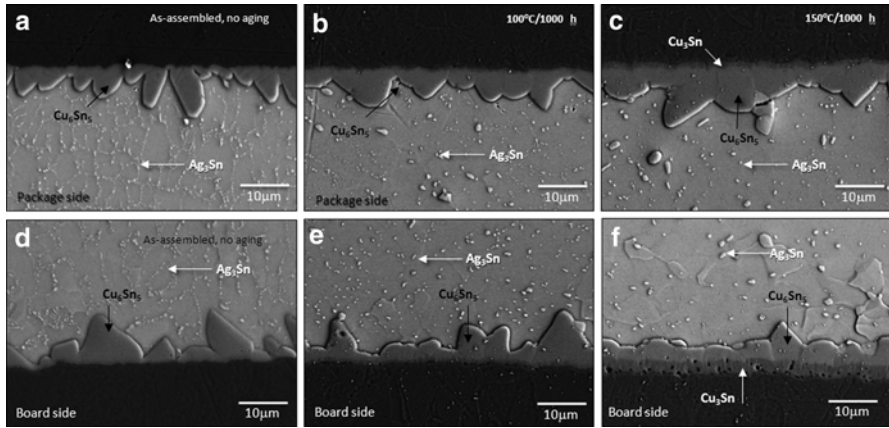 a As-assembled, no aging
Cu₆Sn₅
Ag₃Sn
Package side
10μm
b 100°C/1000 h
Cu₆Sn₅
Ag₃Sn
Package side
10μm
c 150°C/1000 h
Cu₃Sn
Cu₆Sn₅
Ag₃Sn
Package side
10μm
d As-assembled, no aging
Ag₃Sn
Cu₆Sn₅
Board side
10μm
e
Ag₃Sn
Cu₆Sn₅
Board side
10μm
f
Ag₃Sn
Cu₆Sn₅
Board side
Cu₃Sn
10μm